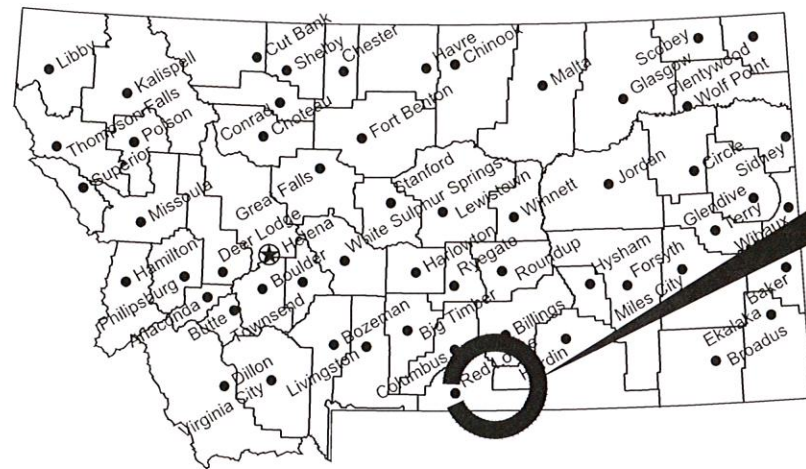 Libby
Kalispell
Cut Bank
Shelby
Chester
Havre
Chinook
Malta
Scobey
Plentywood
Glasgow
Wolf Point
Thompson Falls
Polson
Conrad
Choteau
Fort Benton
Superior
Missoula
Great Falls
Stanford
Lewistown
Winnett
Jordan
Circle
Sidney
Glendive
Terry
Wibaux
Hamilton
Philipsburg
Deer Lodge
Helena
White Sulphur Springs
Harlowton
Ryegate
Roundup
Hysham
Forsyth
Miles City
Baker
Anaconda
Butte
Boulder
Townsend
Bozeman
Livingston
Big Timber
Columbus
Billings
Red Lodge
Hardin
Ekalaka
Broadus
Dillon
Virginia City